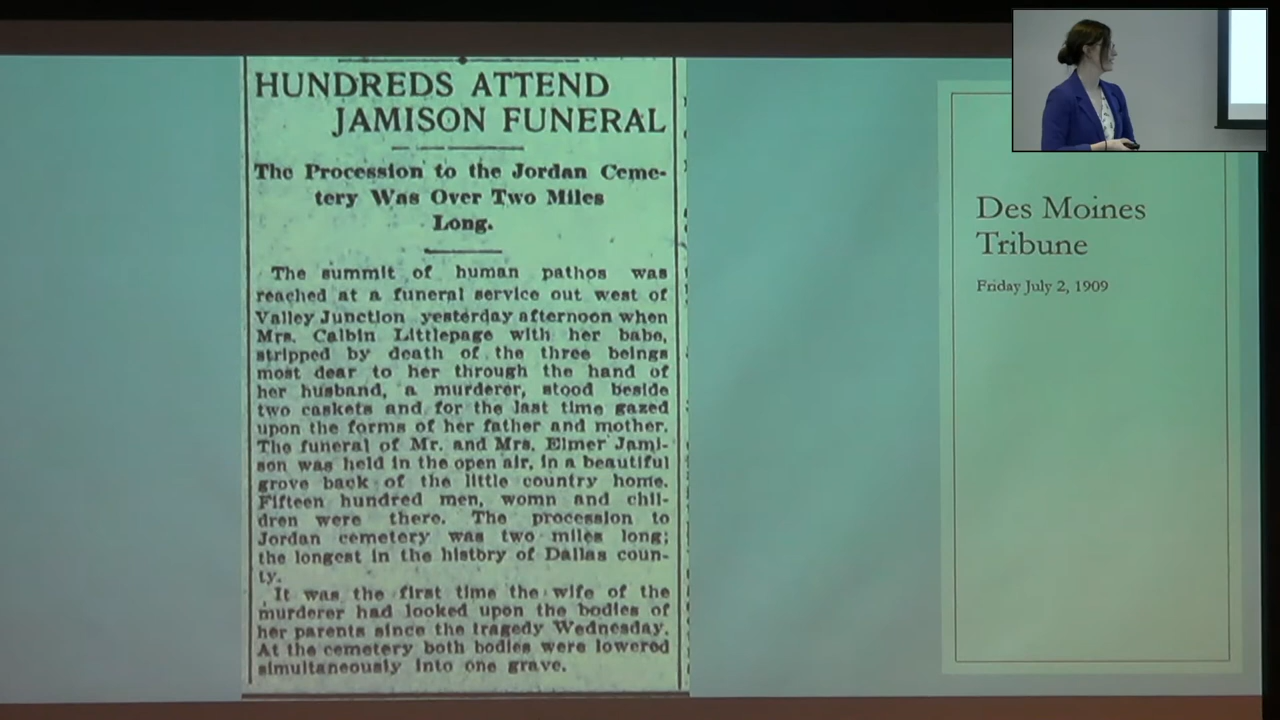 HUNDREDS ATTEND
JAMISON FUNERAL
The Procession to the Jordan Ceme-
tery Was Over Two Miles
Long.
The summit of human pathos was
reached at a funeral service out west of
Valley Junction yesterday afternoon when
Mrs. Calbin Littlepage with her babe,
stripped by death of the three beings
most dear to her through the hand of
her husband, a murderer, stood beside
two caskets and for the last time gazed
upon the forms of her father and mother.
The funeral of Mr. and Mrs. Elmer Jami-
son was held in the open air, in a beautiful
grove back of the little country home.
Fifteen hundred men, womn and chil-
dren were there. The procession to
Jordan cemetery was two miles long;
the longest in the history of Dallas coun-
ty.
It was the first time the wife of the
murderer had looked upon the bodies of
her parents since the tragedy Wednesday.
At the cemetery both bodies were lowered
simultaneously into one grave.
Des Moines
Tribune
Friday July 2, 1909